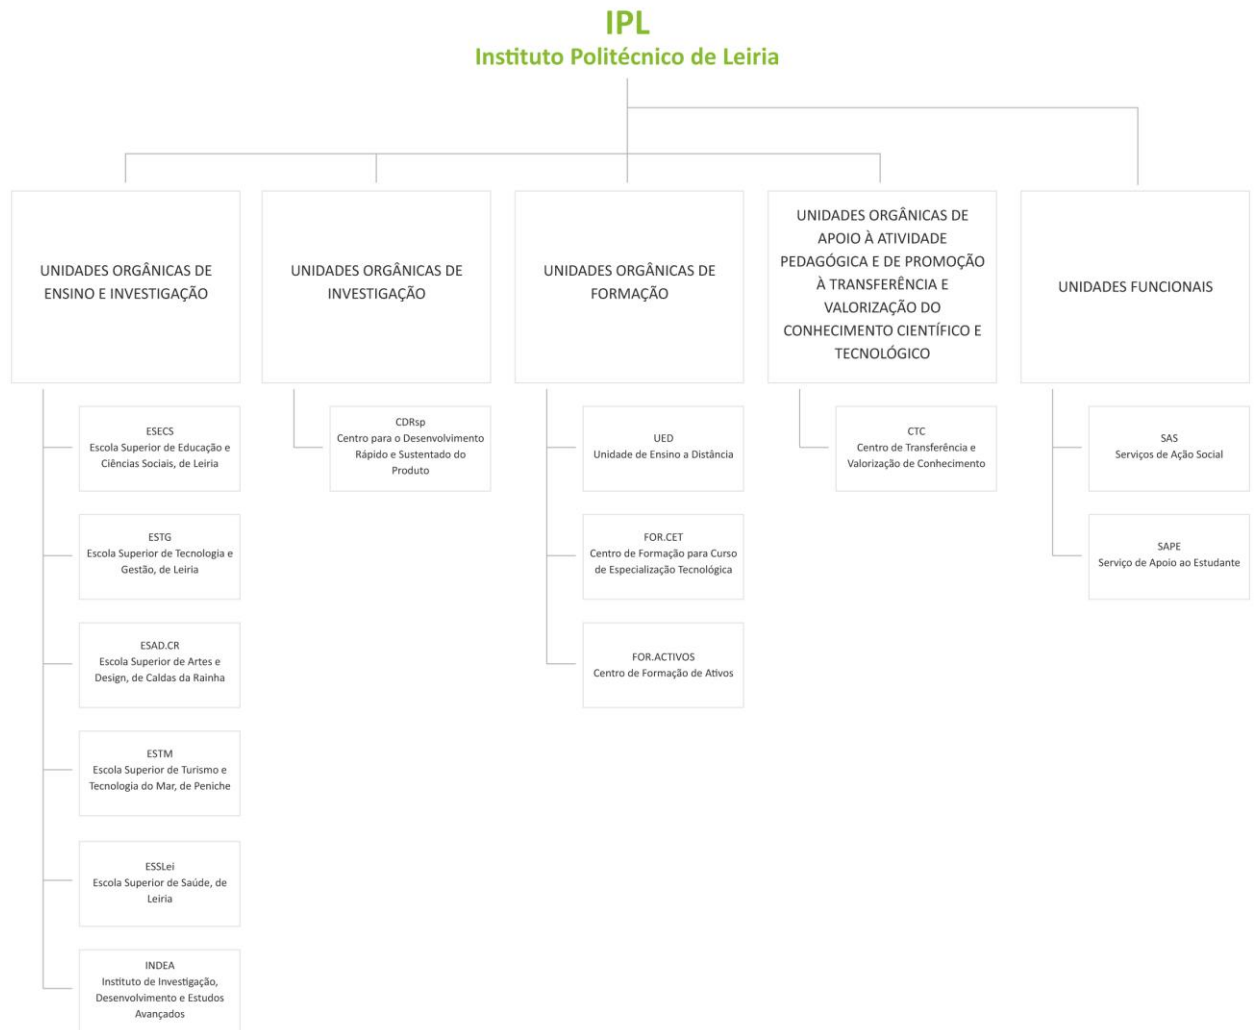 IPL
Instituto Politécnico de Leiria
UNIDADES ORGÂNICAS DE
ENSINO E INVESTIGAÇÃO
UNIDADES ORGÂNICAS DE
INVESTIGAÇÃO
UNIDADES ORGÂNICAS DE
FORMAÇÃO
UNIDADES ORGÂNICAS DE
APOIO À ATIVIDADE
PEDAGÓGICA E DE PROMOÇÃO
À TRANSFERÊNCIA E
VALORIZAÇÃO DO
CONHECIMENTO CIENTÍFICO E
TECNOLÓGICO
UNIDADES FUNCIONAIS
ESECS
Escola Superior de Educação e
Ciências Sociais, de Leiria
ESTG
Escola Superior de Tecnologia e
Gestão, de Leiria
ESAD.CR
Escola Superior de Artes e
Design, de Caldas da Rainha
ESTM
Escola Superior de Turismo e
Tecnologia do Mar, de Peniche
ESSLei
Escola Superior de Saúde, de
Leiria
INDEA
Instituto de Investigação,
Desenvolvimento e Estudos
Avançados
CDRsp
Centro para o Desenvolvimento
Rápido e Sustentado do
Produto
UED
Unidade de Ensino a Distância
FOR.CET
Centro de Formação para Curso
de Especialização Tecnológica
FOR.ACTIVOS
Centro de Formação de Ativos
CTC
Centro de Transferência e
Valorização de Conhecimento
SAS
Serviços de Ação Social
SAPE
Serviço de Apoio ao Estudante